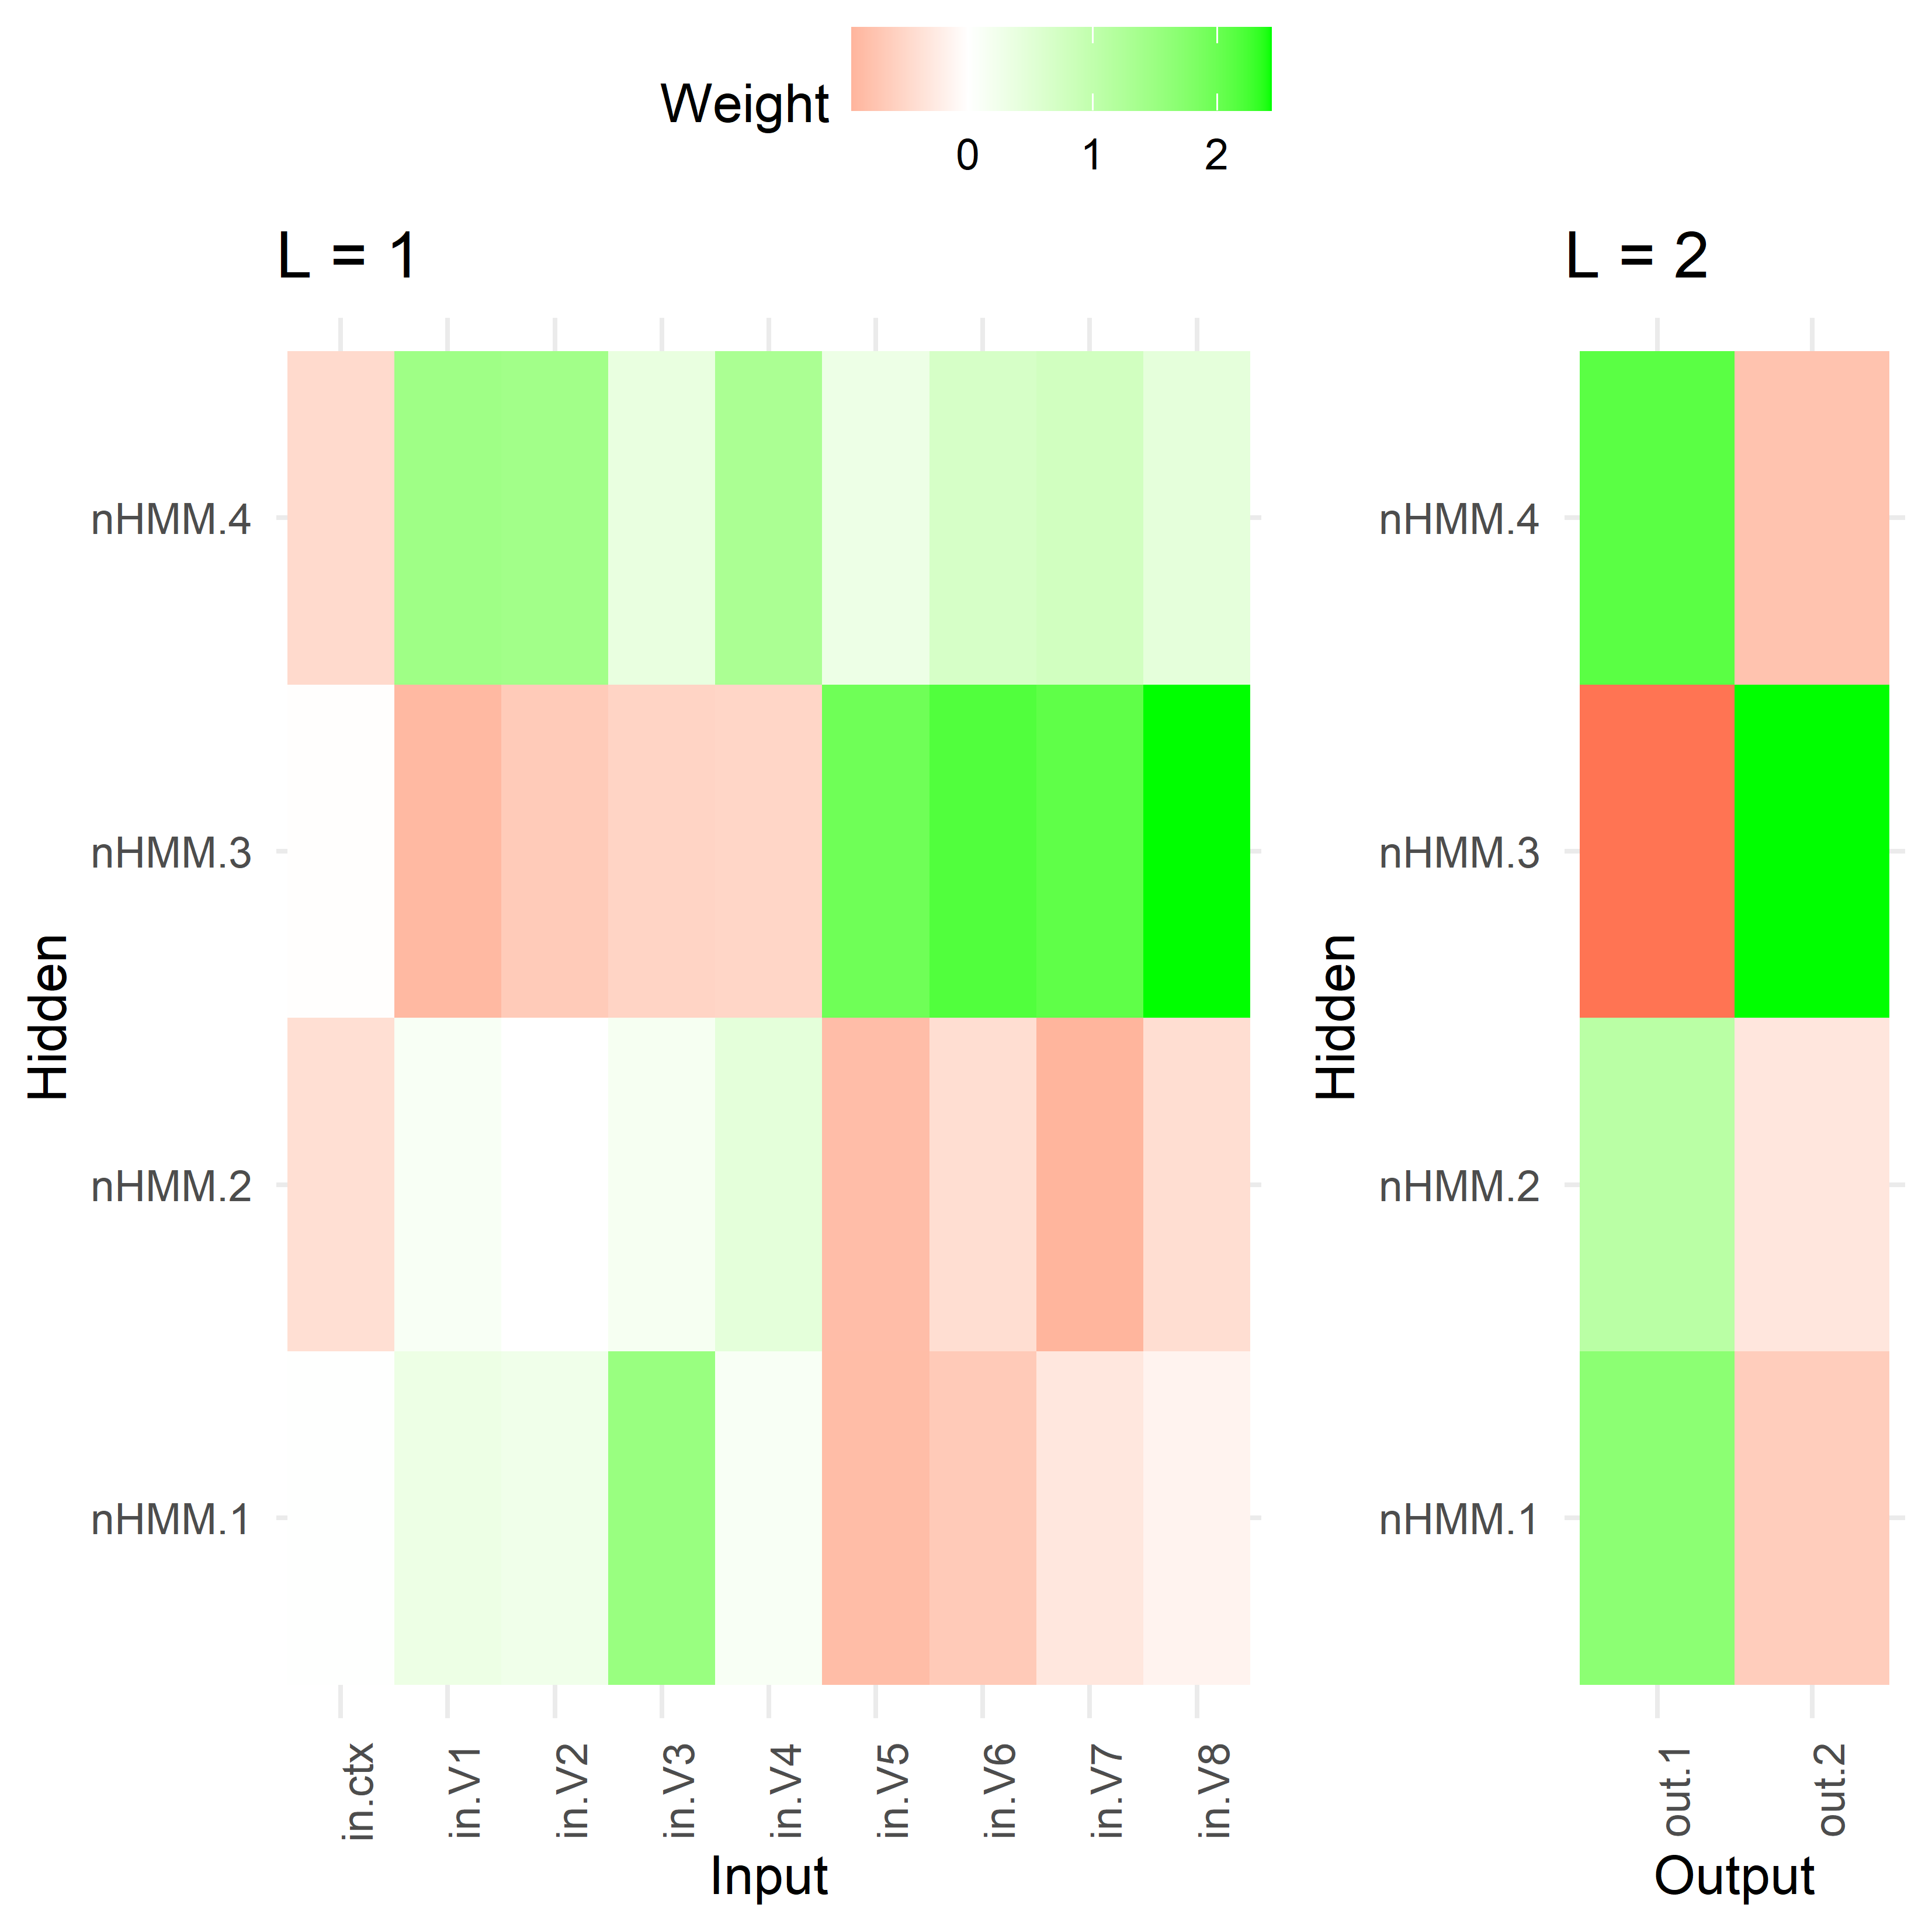 Weight
0 1 2
L = 1
nHMM.4
nHMM.3
nHMM.2
nHMM.1
Hidden
in.ctx
in.V1
in.V2
in.V3
in.V4
in.V5
in.V6
in.V7
in.V8
Input
L = 2
nHMM.4
nHMM.3
nHMM.2
nHMM.1
Hidden
out.1
out.2
Output